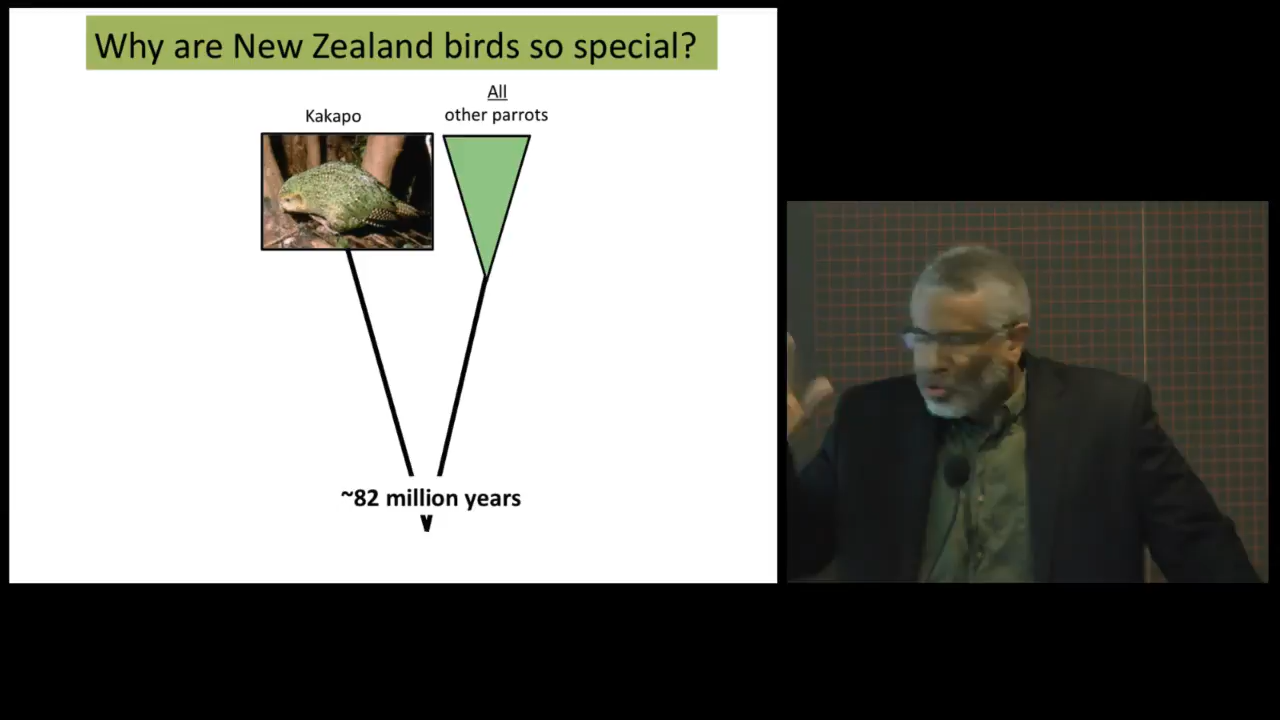 Why are New Zealand birds so special?
Kakapo
All
other parrots
~82 million years